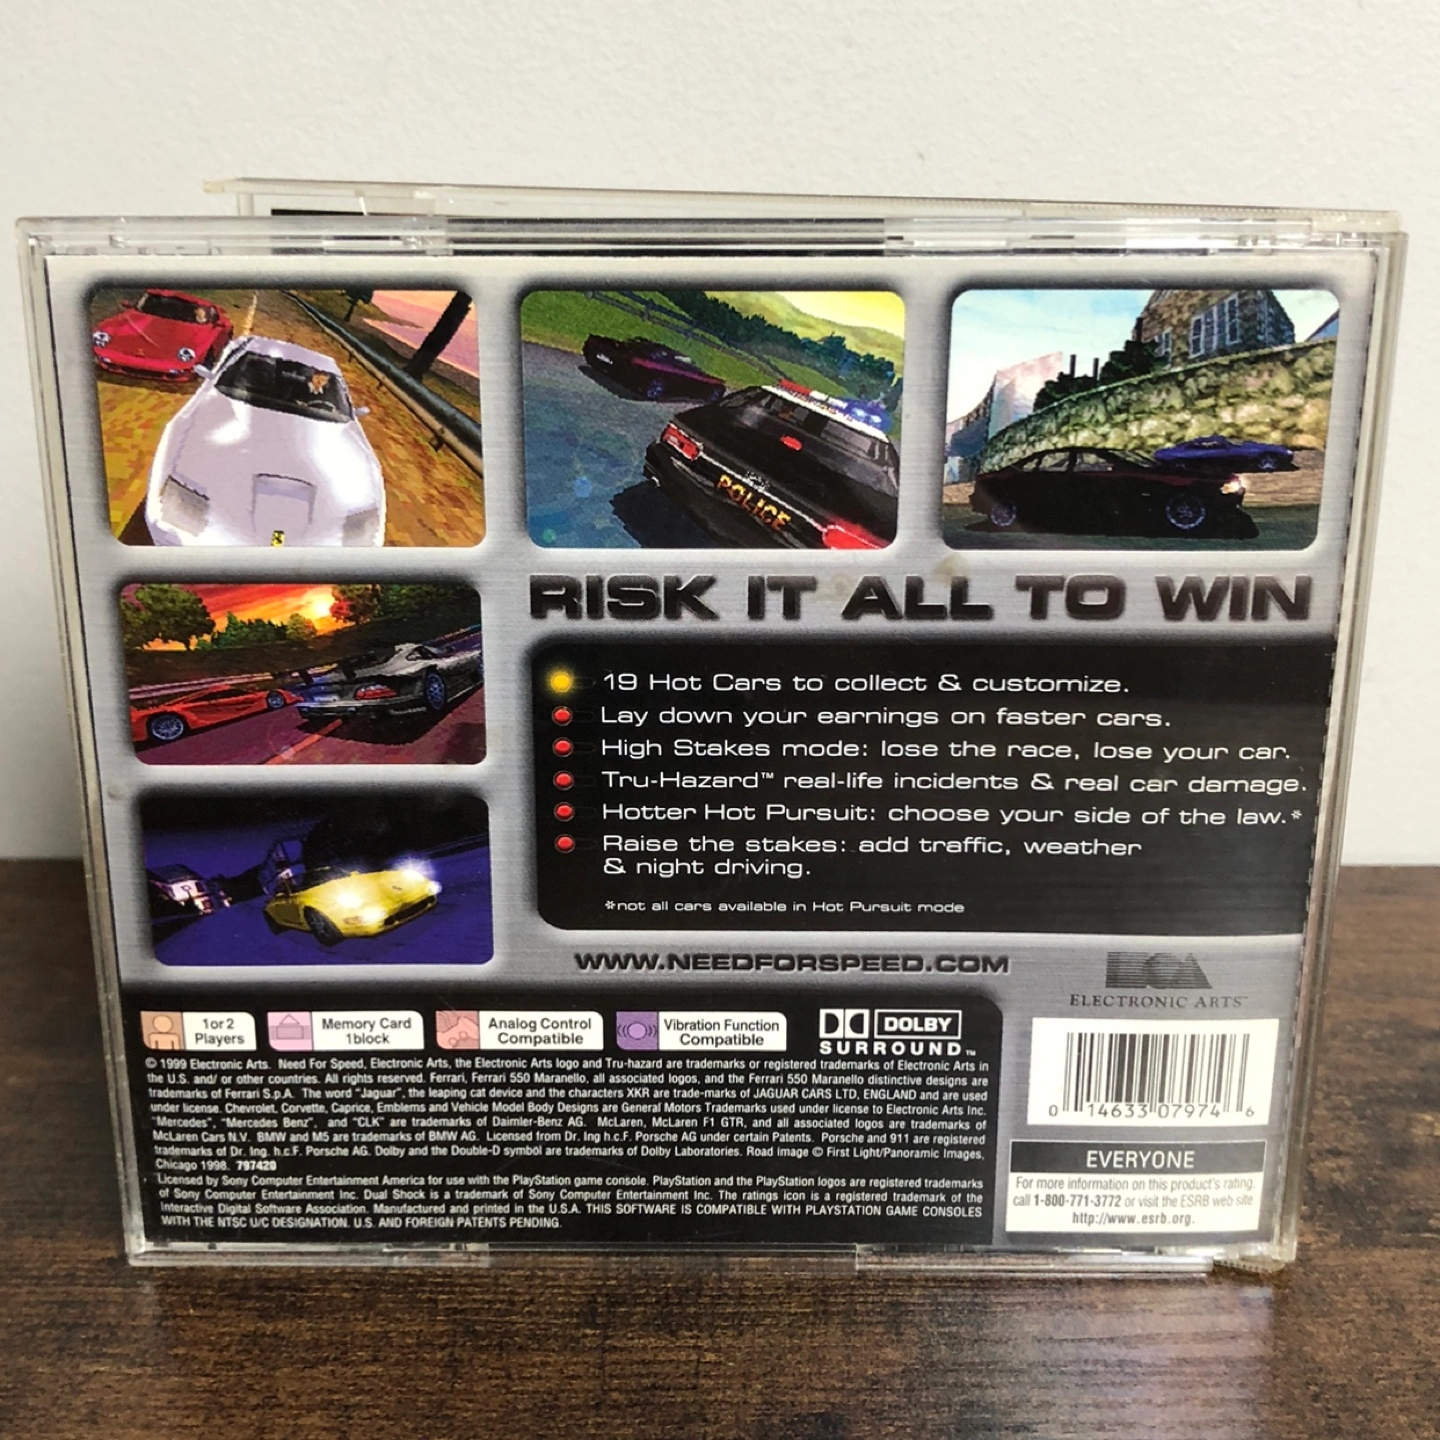 POLICE
RISK IT ALL TO WIN
19 Hot Cars to collect & customize.
Lay down your earnings on faster cars.
High Stakes mode: lose the race, lose your car.
Tru-Hazard™ real-life incidents & real car damage.
Hotter Hot Pursuit: choose your side of the law.*
Raise the stakes: add traffic, weather
& night driving.
*not all cars available in Hot Pursuit mode
WWW.NEEDFORSPEED.COM
ELECTRONIC ARTS™
1 or 2
Players
Memory Card
1block
Analog Control
Compatible
Vibration Function
Compatible
DOLBY
SURROUND™
© 1999 Electronic Arts. Need For Speed, Electronic Arts, the Electronic Arts logo and Tru-hazard are trademarks or registered trademarks of Electronic Arts in
the U.S. and/ or other countries. All rights reserved. Ferrari, Ferrari 550 Maranello, all associated logos, and the Ferrari 550 Maranello distinctive designs are
trademarks of Ferrari S.p.A. The word "Jaguar", the leaping cat device and the characters XKR are trade-marks of JAGUAR CARS LTD, ENGLAND and are used
under license. Chevrolet, Corvette, Caprice, Emblems and Vehicle Model Body Designs are General Motors Trademarks used under license to Electronic Arts Inc.
"Mercedes", "Mercedes Benz", and "CLK" are trademarks of Daimler-Benz AG. McLaren, McLaren F1 GTR, and all associated logos are trademarks of
McLaren Cars N.V. BMW and M5 are trademarks of BMW AG. Licensed from Dr. Ing h.c.F. Porsche AG under certain Patents. Porsche and 911 are registered
trademarks of Dr. Ing. h.c.F. Porsche AG. Dolby and the Double-D symbol are trademarks of Dolby Laboratories. Road image © First Light/Panoramic Images,
Chicago 1998. 797420
Licensed by Sony Computer Entertainment America for use with the PlayStation game console. PlayStation and the PlayStation logos are registered trademarks
of Sony Computer Entertainment Inc. Dual Shock is a trademark of Sony Computer Entertainment Inc. The ratings icon is a registered trademark of the
Interactive Digital Software Association. Manufactured and printed in the U.S.A. THIS SOFTWARE IS COMPATIBLE WITH PLAYSTATION GAME CONSOLES
WITH THE NTSC U/C DESIGNATION. U.S. AND FOREIGN PATENTS PENDING.
0 14633 07974 6
EVERYONE
For more information on this product's rating,
call 1-800-771-3772 or visit the ESRB web site
http://www.esrb.org.